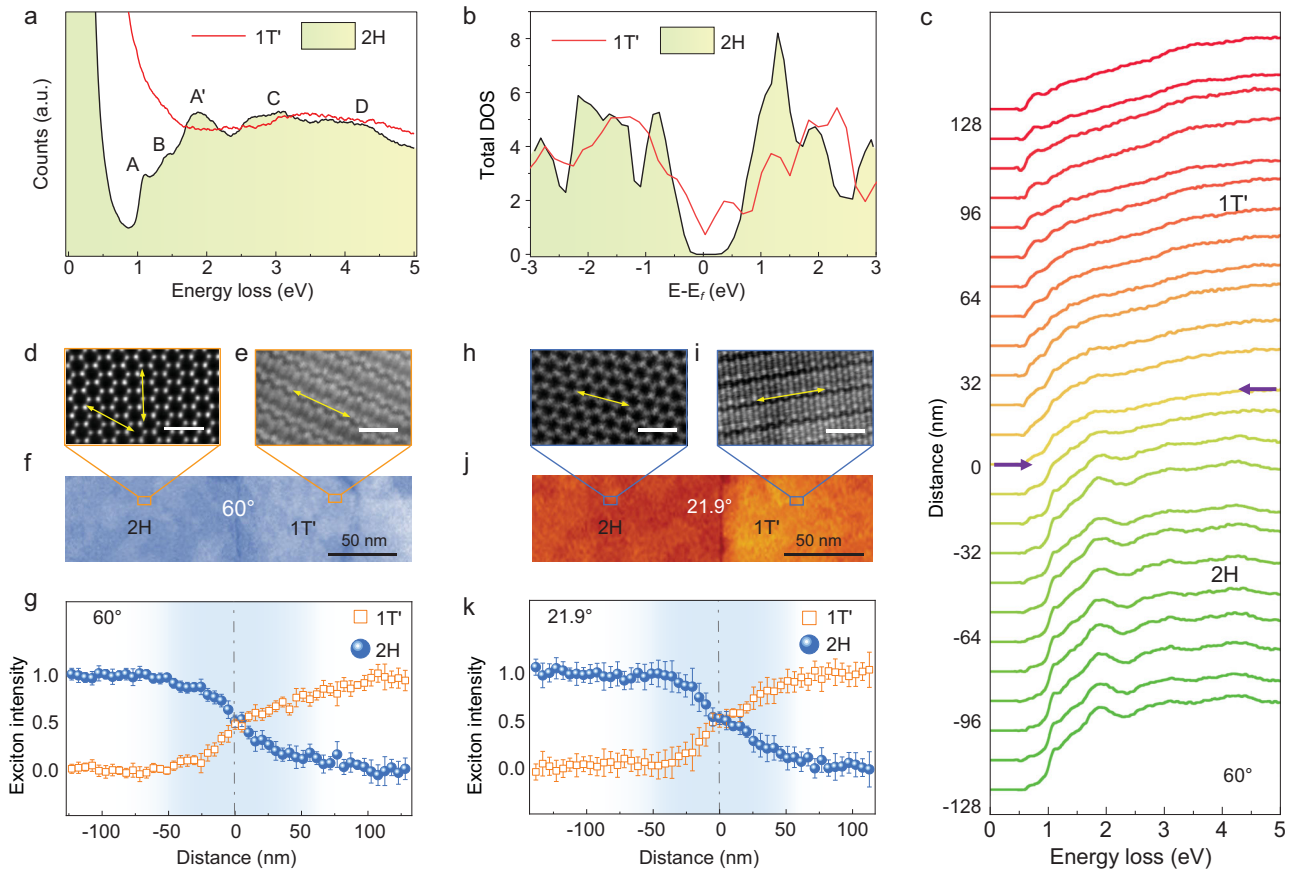 a
1T'
2H
A'
C
D
B
A
Counts (a.u.)
0 1 2 3 4 5
Energy loss (eV)
b
1T'
2H
8
6
4
2
0
Total DOS
-3 -2 -1 0 1 2 3
E-Ef (eV)
c
128
96
64
32
0
-32
-64
-96
-128
Distance (nm)
1T'
2H
60°
0 1 2 3 4 5
Energy loss (eV)
d
e
f
60°
2H
1T'
50 nm
g
60°
1T'
2H
1.0
0.5
0.0
Exciton intensity
-100 -50 0 50 100
Distance (nm)
h
i
j
21.9°
2H
1T'
50 nm
k
21.9°
1T'
2H
1.0
0.5
0.0
Exciton intensity
-100 -50 0 50 100
Distance (nm)